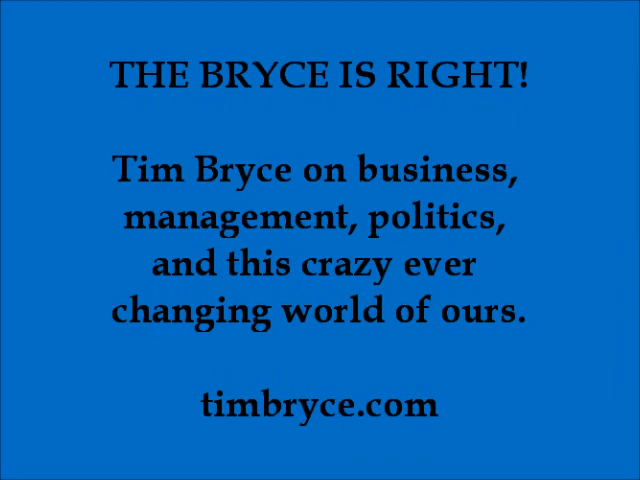 THE BRYCE IS RIGHT!
Tim Bryce on business,
management, politics,
and this crazy ever
changing world of ours.
timbryce.com